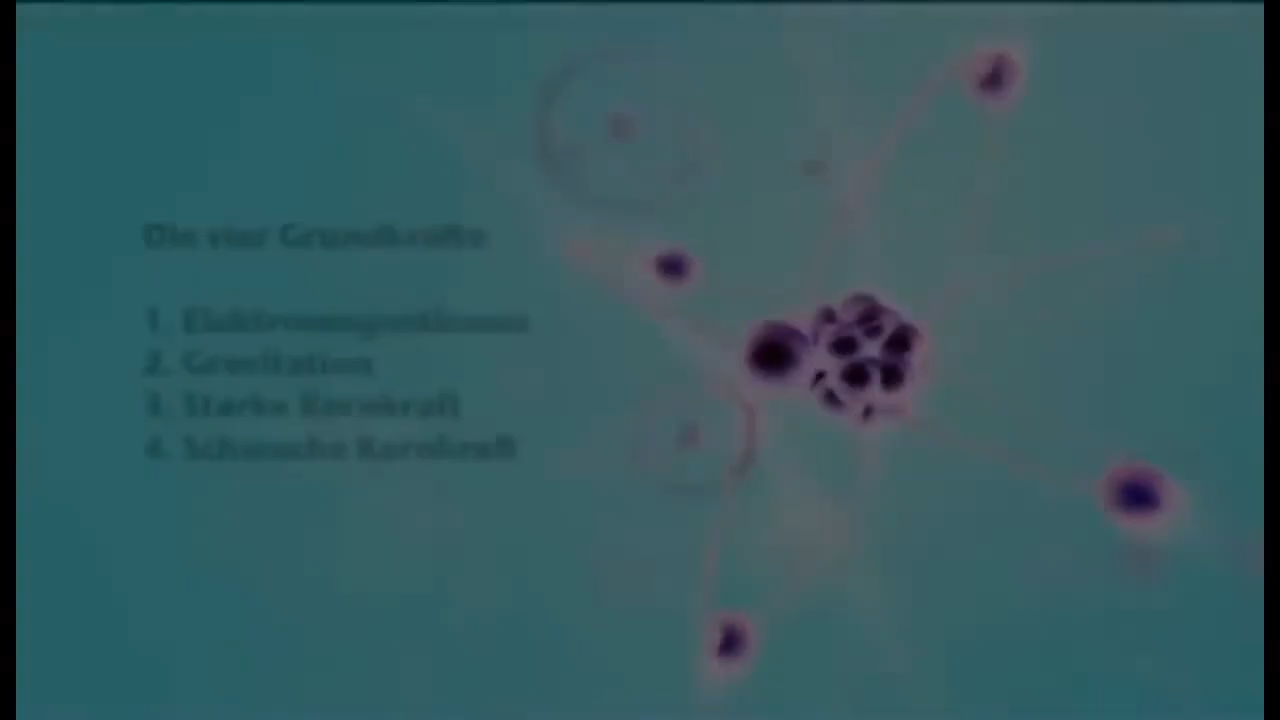 Die vier Grundkräfte
1. Elektromagnetismus
2. Gravitation
3. Starke Kernkraft
4. Schwache Kernkraft